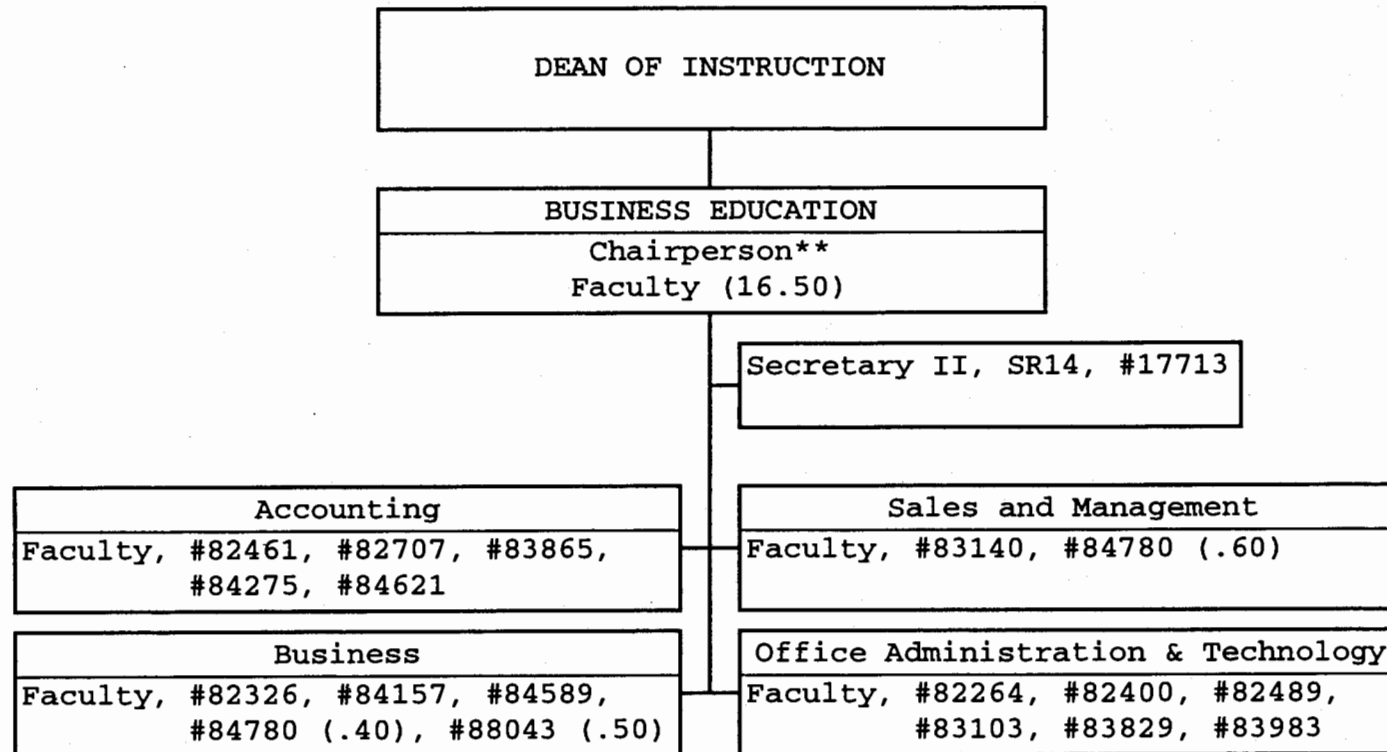 DEAN OF INSTRUCTION
BUSINESS EDUCATION
Chairperson**
Faculty (16.50)
Secretary II, SR14, #17713
Accounting
Faculty, #82461, #82707, #83865,
#84275, #84621
Sales and Management
Faculty, #83140, #84780 (.60)
Business
Faculty, #82326, #84157, #84589,
#84780 (.40), #88043 (.50)
Office Administration & Technology
Faculty, #82264, #82400, #82489,
#83103, #83829, #83983